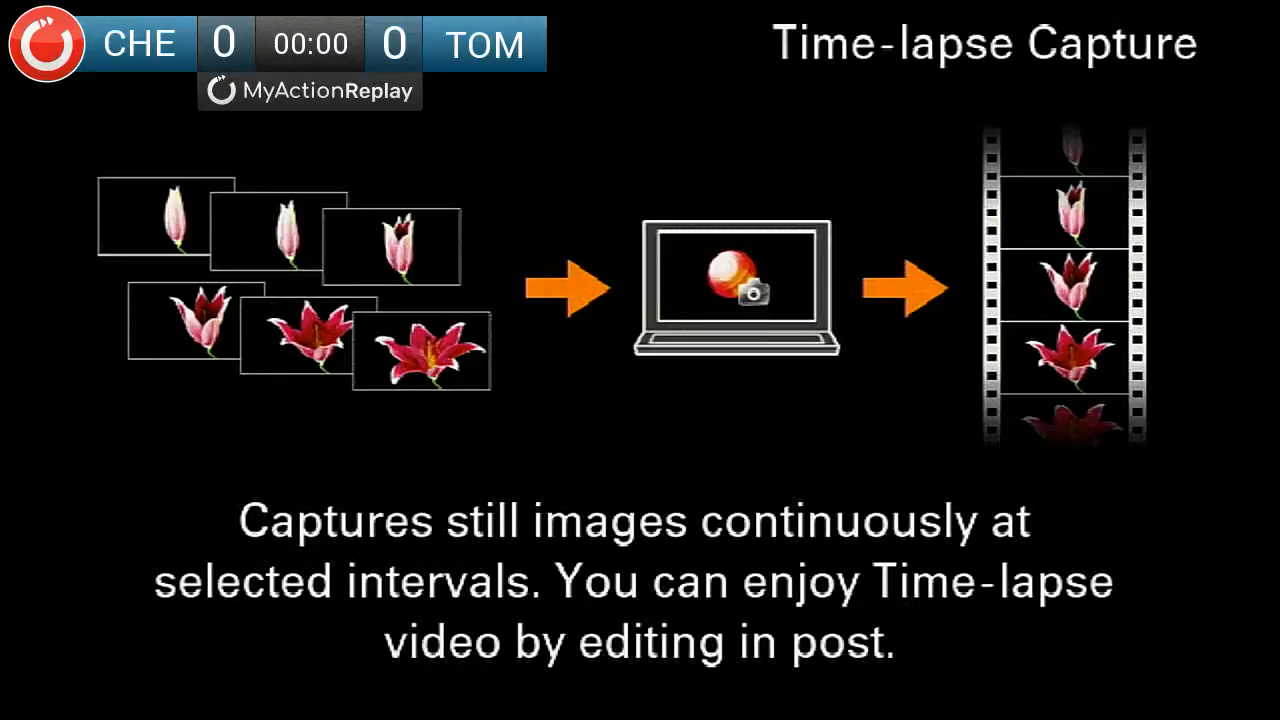 CHE 0 00:00 0 TOM
MyActionReplay
Time-lapse Capture
Captures still images continuously at
selected intervals. You can enjoy Time-lapse
video by editing in post.